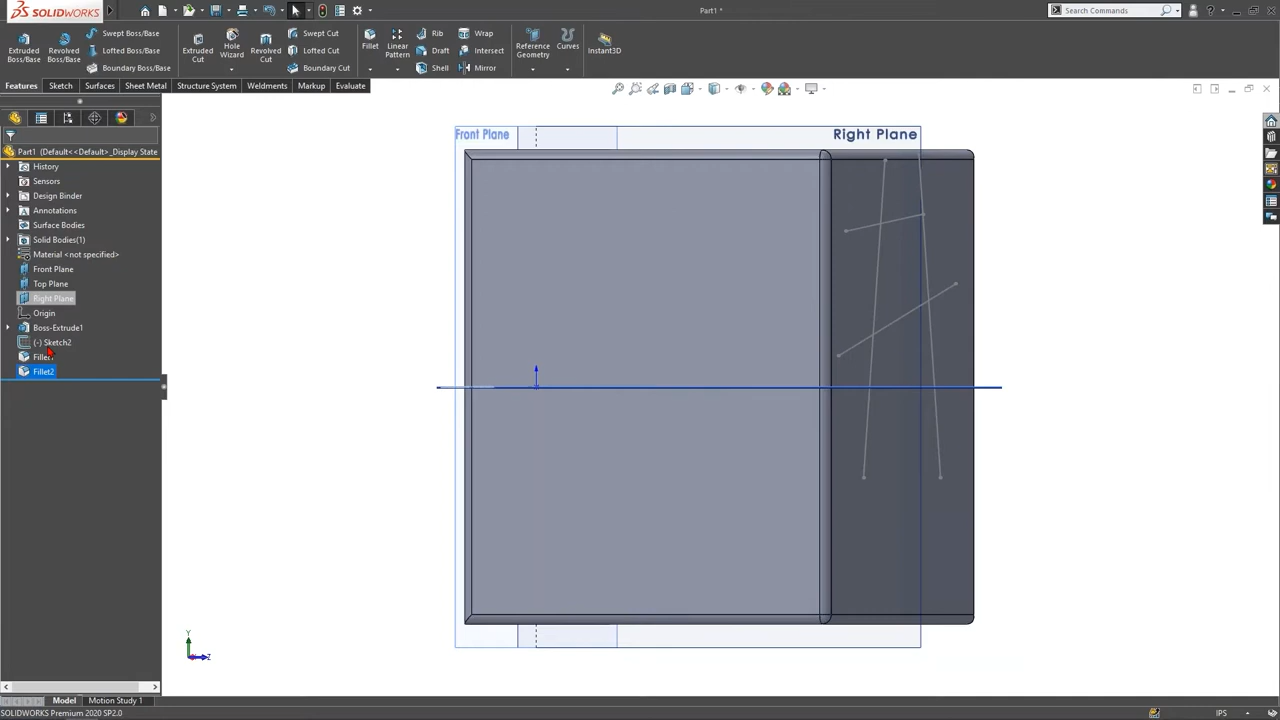 SOLIDWORKS
Part1 *
Search Commands
Extruded Boss/Base
Revolved Boss/Base
Swept Boss/Base
Lofted Boss/Base
Boundary Boss/Base
Extruded Cut
Hole Wizard
Revolved Cut
Swept Cut
Lofted Cut
Boundary Cut
Fillet
Linear Pattern
Rib
Draft
Shell
Wrap
Intersect
Mirror
Reference Geometry
Curves
Instant3D
Features
Sketch
Surfaces
Sheet Metal
Structure System
Weldments
Markup
Evaluate
Part1 (Default<<Default>_Display State
History
Sensors
Design Binder
Annotations
Surface Bodies
Solid Bodies(1)
Material <not specified>
Front Plane
Top Plane
Right Plane
Origin
Boss-Extrude1
(-) Sketch2
Fillet1
Fillet2
Front Plane
Right Plane
Y
Z
Model
Motion Study 1
SOLIDWORKS Premium 2020 SP2.0
IPS